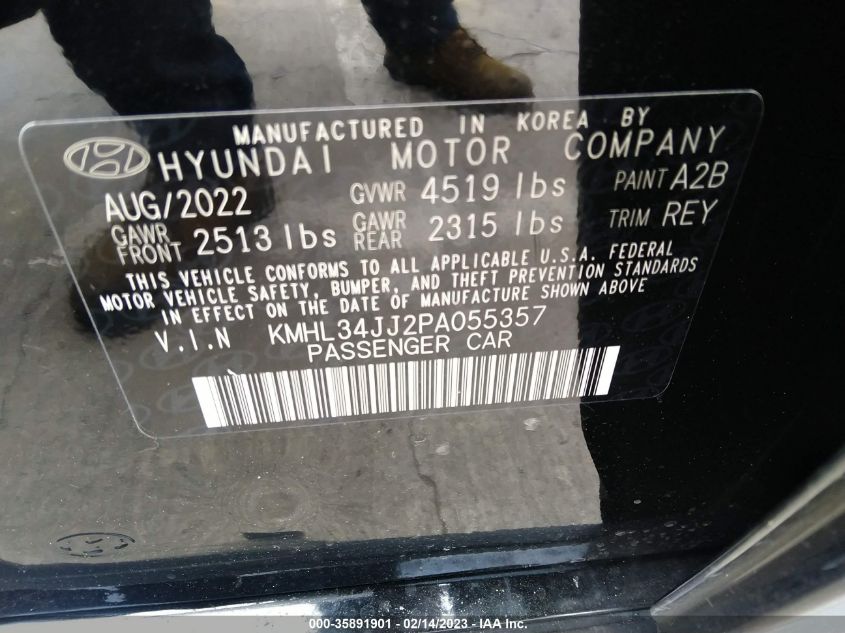 MANUFACTURED IN KOREA BY
HYUNDAI MOTOR COMPANY
AUG/2022 GVWR 4519 lbs PAINT A2B
GAWR FRONT 2513 lbs GAWR REAR 2315 lbs TRIM REY
THIS VEHICLE CONFORMS TO ALL APPLICABLE U.S.A. FEDERAL
MOTOR VEHICLE SAFETY, BUMPER, AND THEFT PREVENTION STANDARDS
IN EFFECT ON THE DATE OF MANUFACTURE SHOWN ABOVE
V.I.N KMHL34JJ2PA055357
PASSENGER CAR
000-35891901 - 02/14/2023 - IAA Inc.